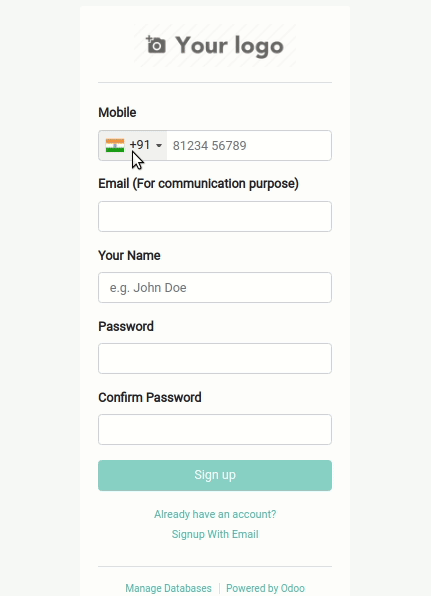 Your logo
Mobile
+91 81234 56789
Email (For communication purpose)
Your Name
e.g. John Doe
Password
Confirm Password
Sign up
Already have an account?
Signup With Email
Manage Databases | Powered by Odoo